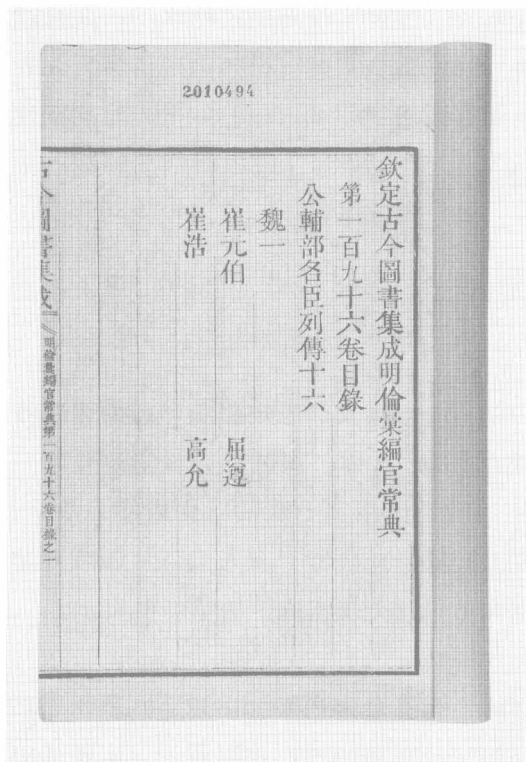 2010494
欽定古今圖書集成明倫彙編官常典
第一百九十六卷目錄
公輔部名臣列傳十六
魏一
崔元伯 屈遵
崔浩 高允
古今圖書集成 明倫彙編官常典第一百九十六卷目錄之一